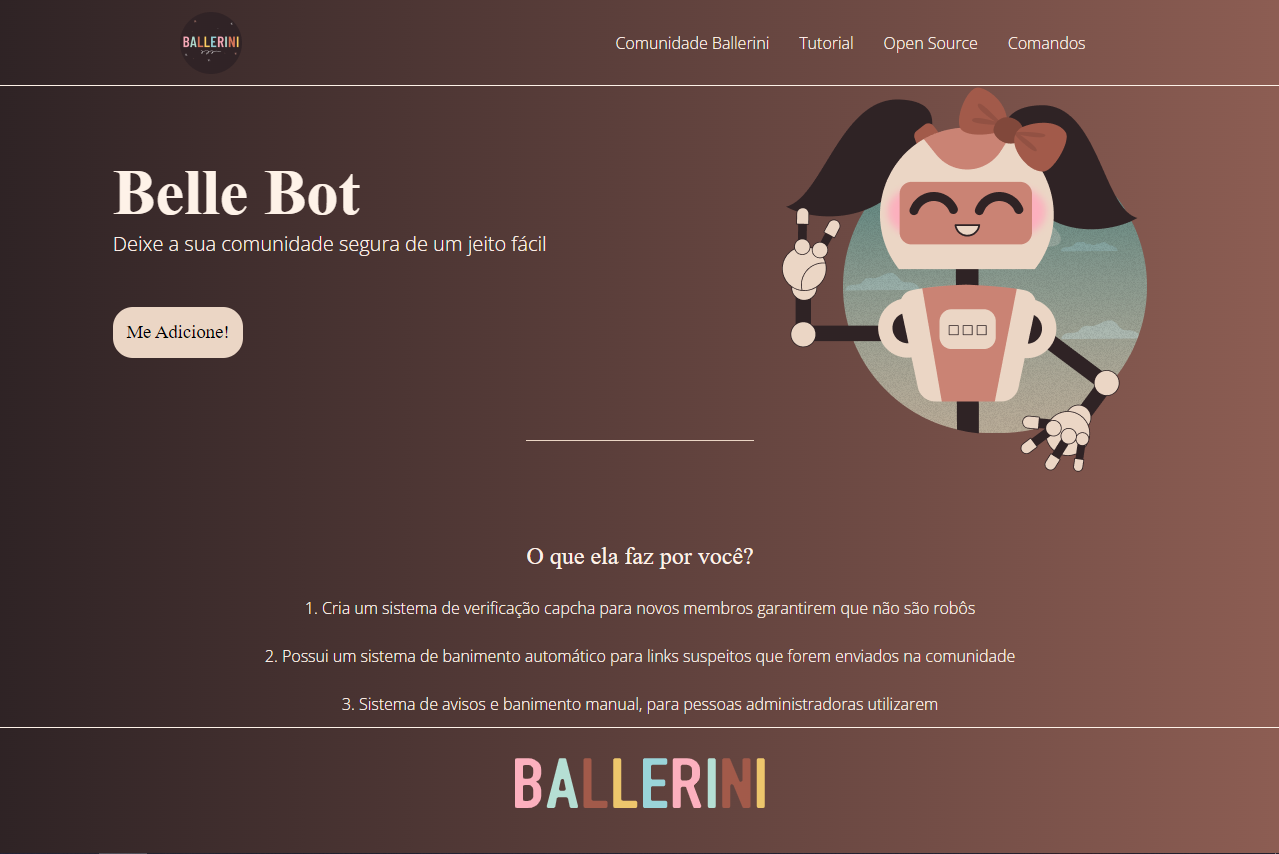 BALLERINI
Comunidade Ballerini Tutorial Open Source Comandos
Belle Bot
Deixe a sua comunidade segura de um jeito fácil
Me Adicione!
O que ela faz por você?
1. Cria um sistema de verificação capcha para novos membros garantirem que não são robôs
2. Possui um sistema de banimento automático para links suspeitos que forem enviados na comunidade
3. Sistema de avisos e banimento manual, para pessoas administradoras utilizarem
BALLERINI